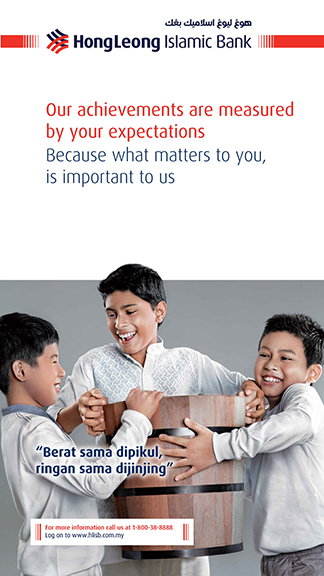 هوڠ ليوڠ اسلاميك بڠك
HongLeong Islamic Bank
Our achievements are measured
by your expectations
Because what matters to you,
is important to us
“Berat sama dipikul,
ringan sama dijinjing”
For more information call us at 1-800-38-8888
Log on to www.hlisb.com.my